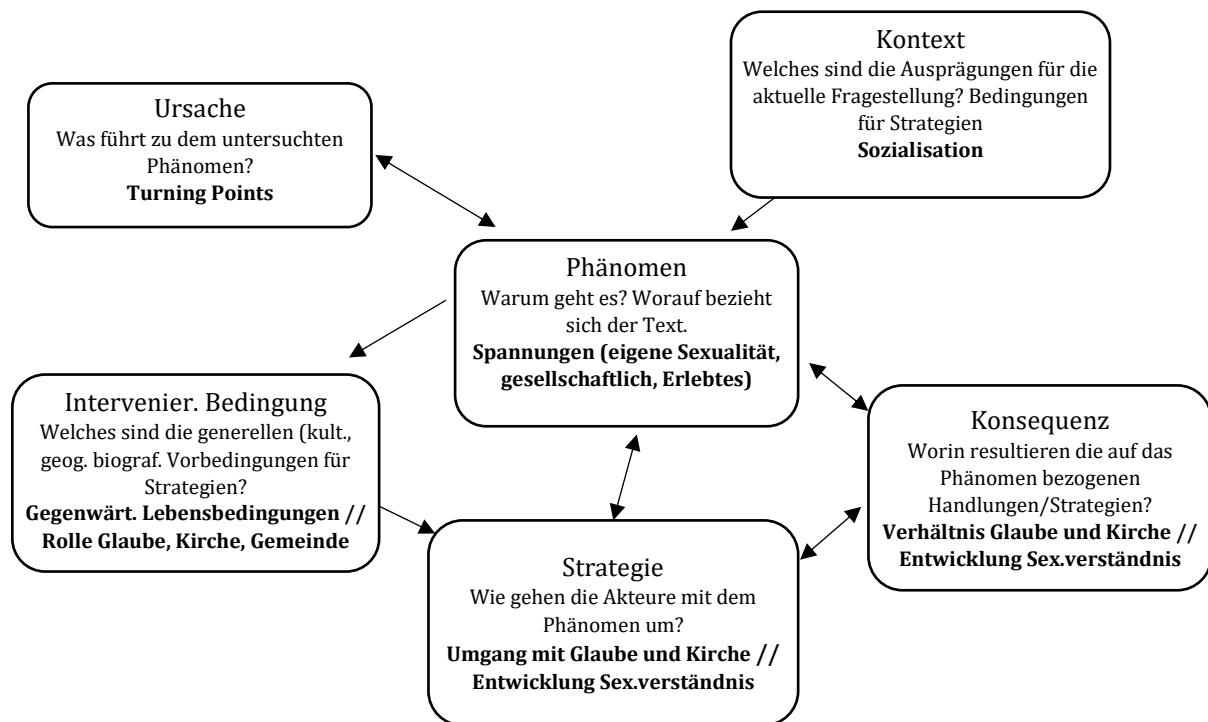 Kontext
Welches sind die Ausprägungen für die
aktuelle Fragestellung? Bedingungen
für Strategien
Sozialisation
Ursache
Was führt zu dem untersuchten
Phänomen?
Turning Points
Phänomen
Warum geht es? Worauf bezieht
sich der Text.
Spannungen (eigene Sexualität,
gesellschaftlich, Erlebtes)
Intervenier. Bedingung
Welches sind die generellen (kult.,
geog. biograf. Vorbedingungen für
Strategien?
Gegenwärt. Lebensbedingungen //
Rolle Glaube, Kirche, Gemeinde
Konsequenz
Worin resultieren die auf das
Phänomen bezogenen
Handlungen/Strategien?
Verhältnis Glaube und Kirche //
Entwicklung Sex.verständnis
Strategie
Wie gehen die Akteure mit dem
Phänomen um?
Umgang mit Glaube und Kirche //
Entwicklung Sex.verständnis